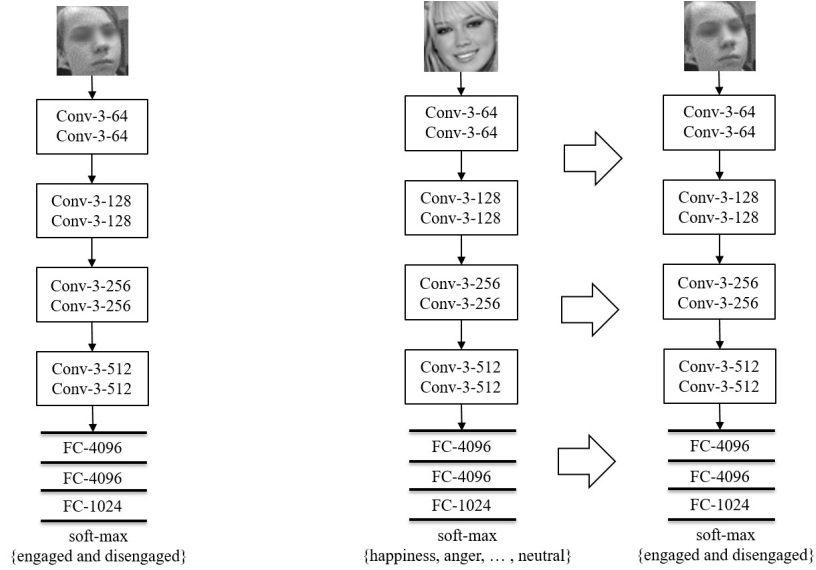 Conv-3-64
Conv-3-64
Conv-3-128
Conv-3-128
Conv-3-256
Conv-3-256
Conv-3-512
Conv-3-512
FC-4096
FC-4096
FC-1024
soft-max
{engaged and disengaged}
Conv-3-64
Conv-3-64
Conv-3-128
Conv-3-128
Conv-3-256
Conv-3-256
Conv-3-512
Conv-3-512
FC-4096
FC-4096
FC-1024
soft-max
{happiness, anger, … , neutral}
Conv-3-64
Conv-3-64
Conv-3-128
Conv-3-128
Conv-3-256
Conv-3-256
Conv-3-512
Conv-3-512
FC-4096
FC-4096
FC-1024
soft-max
{engaged and disengaged}